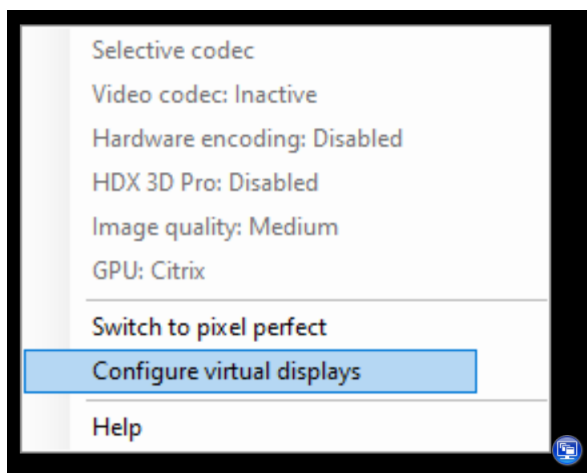 Selective codec
Video codec: Inactive
Hardware encoding: Disabled
HDX 3D Pro: Disabled
Image quality: Medium
GPU: Citrix
Switch to pixel perfect
Configure virtual displays
Help